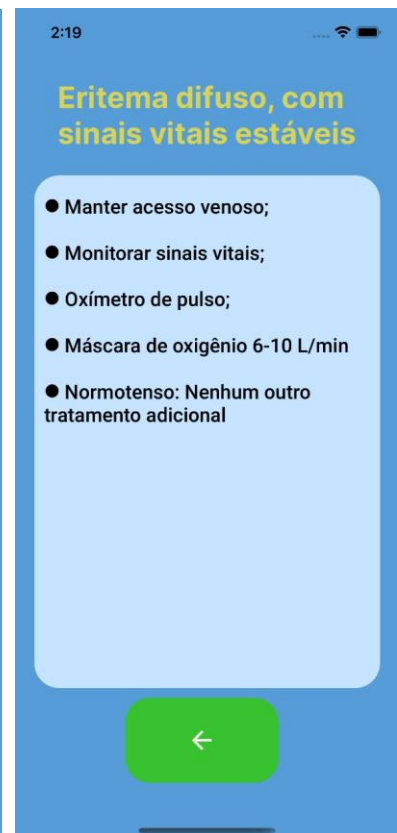 2:19
Eritema difuso, com
sinais vitais estáveis
● Manter acesso venoso;
● Monitorar sinais vitais;
● Oxímetro de pulso;
● Máscara de oxigênio 6-10 L/min
● Normotenso: Nenhum outro
tratamento adicional